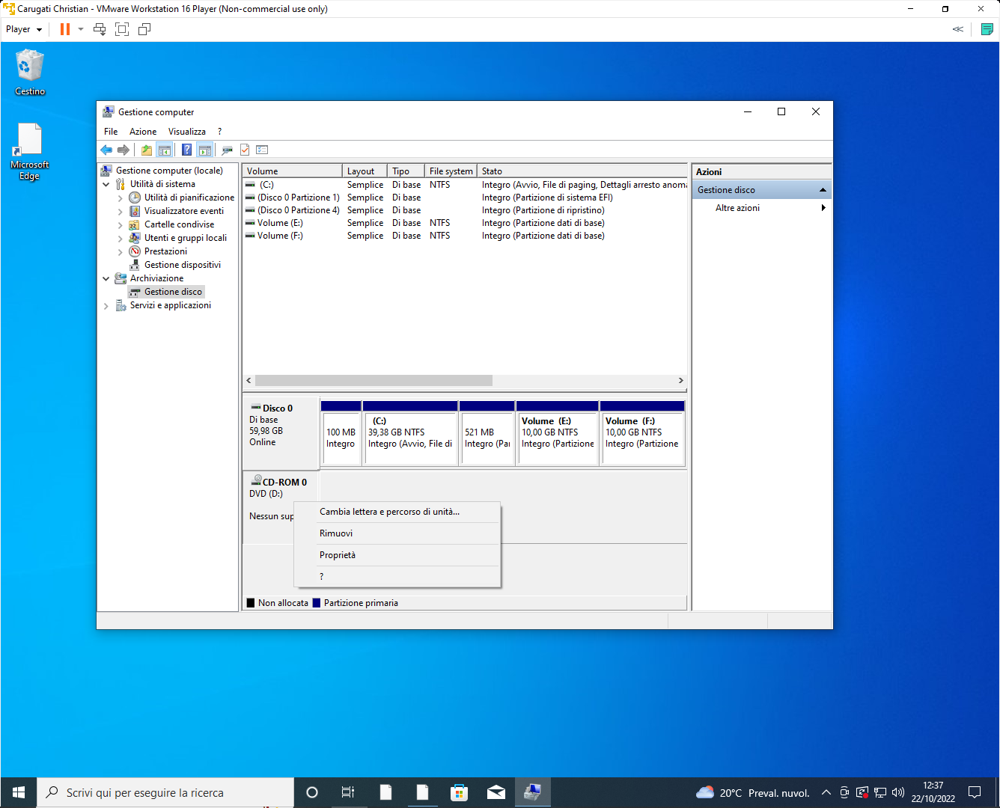 Carugati Christian - VMware Workstation 16 Player (Non-commercial use only)
Player
Cestino
Microsoft
Edge
Gestione computer
File Azione Visualizza ?
Gestione computer (locale)
Utilità di sistema
Utilità di pianificazione
Visualizzatore eventi
Cartelle condivise
Utenti e gruppi locali
Prestazioni
Gestione dispositivi
Archiviazione
Gestione disco
Servizi e applicazioni
Volume Layout Tipo File system Stato
(C:) Semplice Di base NTFS Integro (Avvio, File di paging, Dettagli arresto anoma
(Disco 0 Partizione 1) Semplice Di base Integro (Partizione di sistema EFI)
(Disco 0 Partizione 4) Semplice Di base Integro (Partizione di ripristino)
Volume (E:) Semplice Di base NTFS Integro (Partizione dati di base)
Volume (F:) Semplice Di base NTFS Integro (Partizione dati di base)
Azioni
Gestione disco
Altre azioni
Disco 0
Di base
59,98 GB
Online
100 MB
Integro
(C:)
39,38 GB NTFS
Integro (Avvio, File di
521 MB
Integro (Pai
Volume (E:)
10,00 GB NTFS
Integro (Partizione
Volume (F:)
10,00 GB NTFS
Integro (Partizione
CD-ROM 0
DVD (D:)
Nessun sup
Cambia lettera e percorso di unità...
Rimuovi
Proprietà
?
Non allocata Partizione primaria
Scrivi qui per eseguire la ricerca
20°C Preval. nuvol.
12:37
22/10/2022